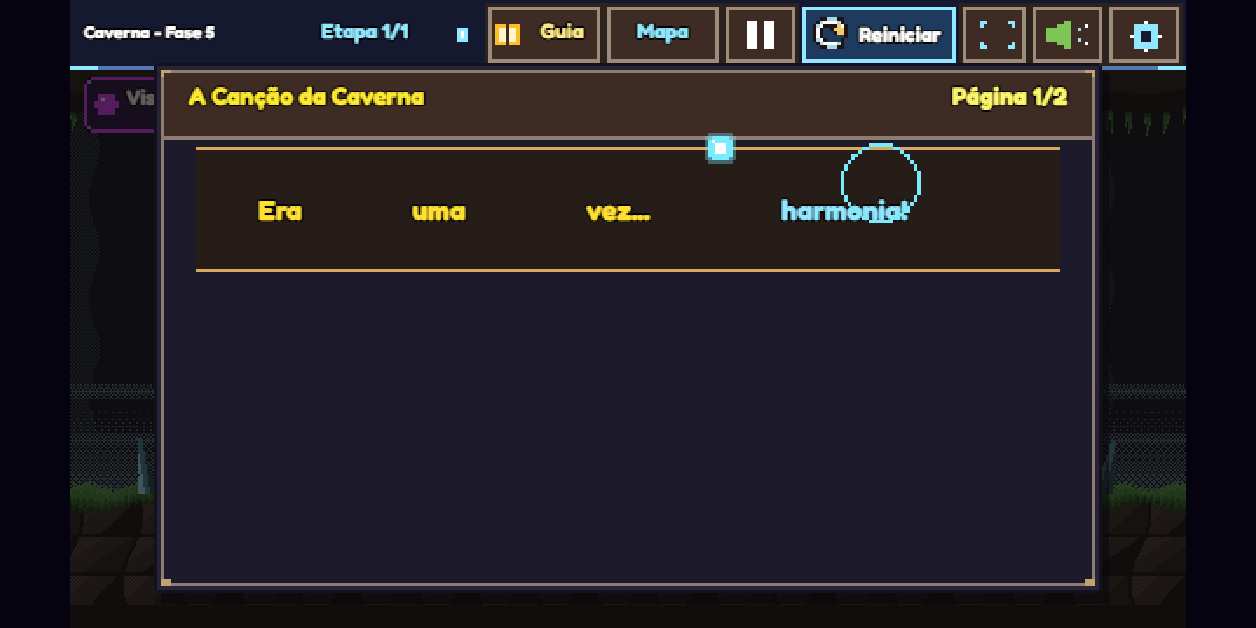 Caverna - Fase 5
Etapa 1/1
Guia
Mapa
Reiniciar
Vis
A Canção da Caverna
Página 1/2
Era uma vez... harmonia!